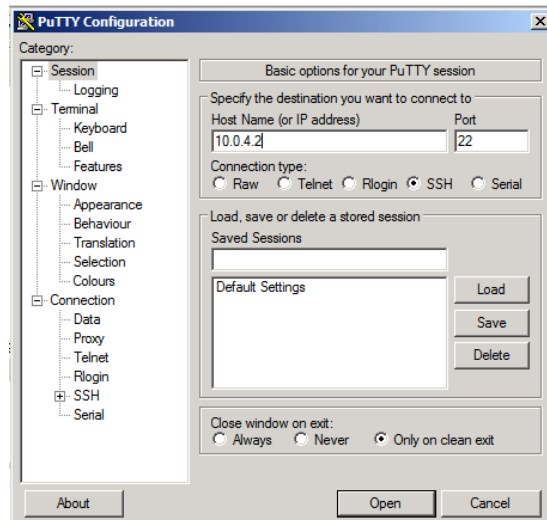 PuTTY Configuration
Category:
Session
Logging
Terminal
Keyboard
Bell
Features
Window
Appearance
Behaviour
Translation
Selection
Colours
Connection
Data
Proxy
Telnet
Rlogin
SSH
Serial
Basic options for your PuTTY session
Specify the destination you want to connect to
Host Name (or IP address) Port
10.0.4.2 22
Connection type:
Raw Telnet Rlogin SSH Serial
Load, save or delete a stored session
Saved Sessions
Default Settings
Load
Save
Delete
Close window on exit:
Always Never Only on clean exit
About Open Cancel